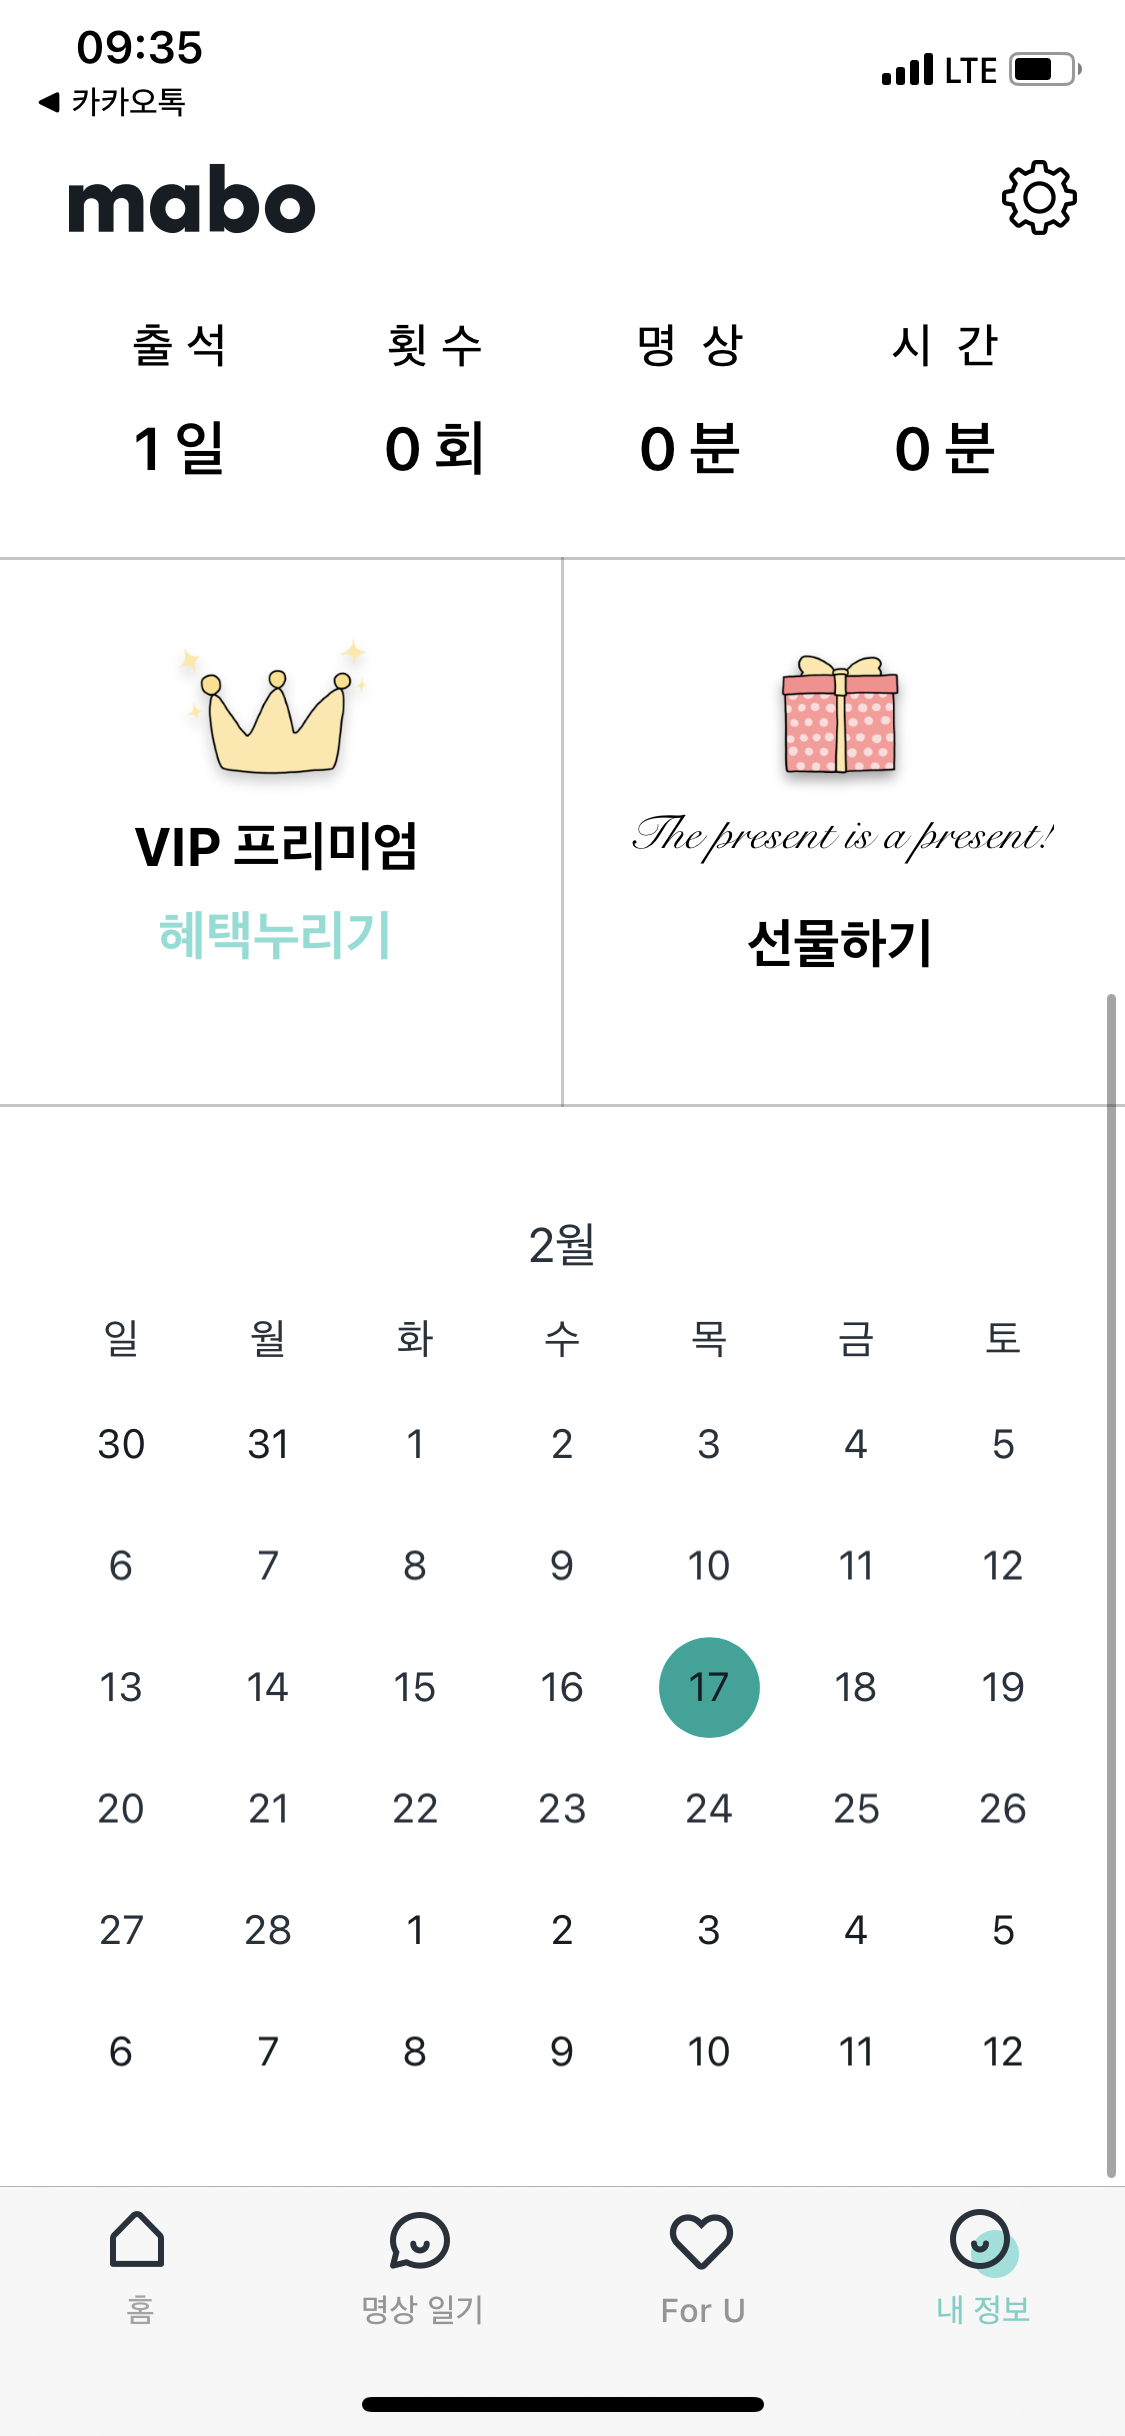 09:35
LTE
◀ 카카오톡
mabo
출석 횟수 명 상 시 간
1일 0회 0분 0분
VIP 프리미엄
혜택누리기
The present is a present!
선물하기
2월
일 월 화 수 목 금 토
30 31 1 2 3 4 5
6 7 8 9 10 11 12
13 14 15 16 17 18 19
20 21 22 23 24 25 26
27 28 1 2 3 4 5
6 7 8 9 10 11 12
홈 명상 일기 For U 내 정보